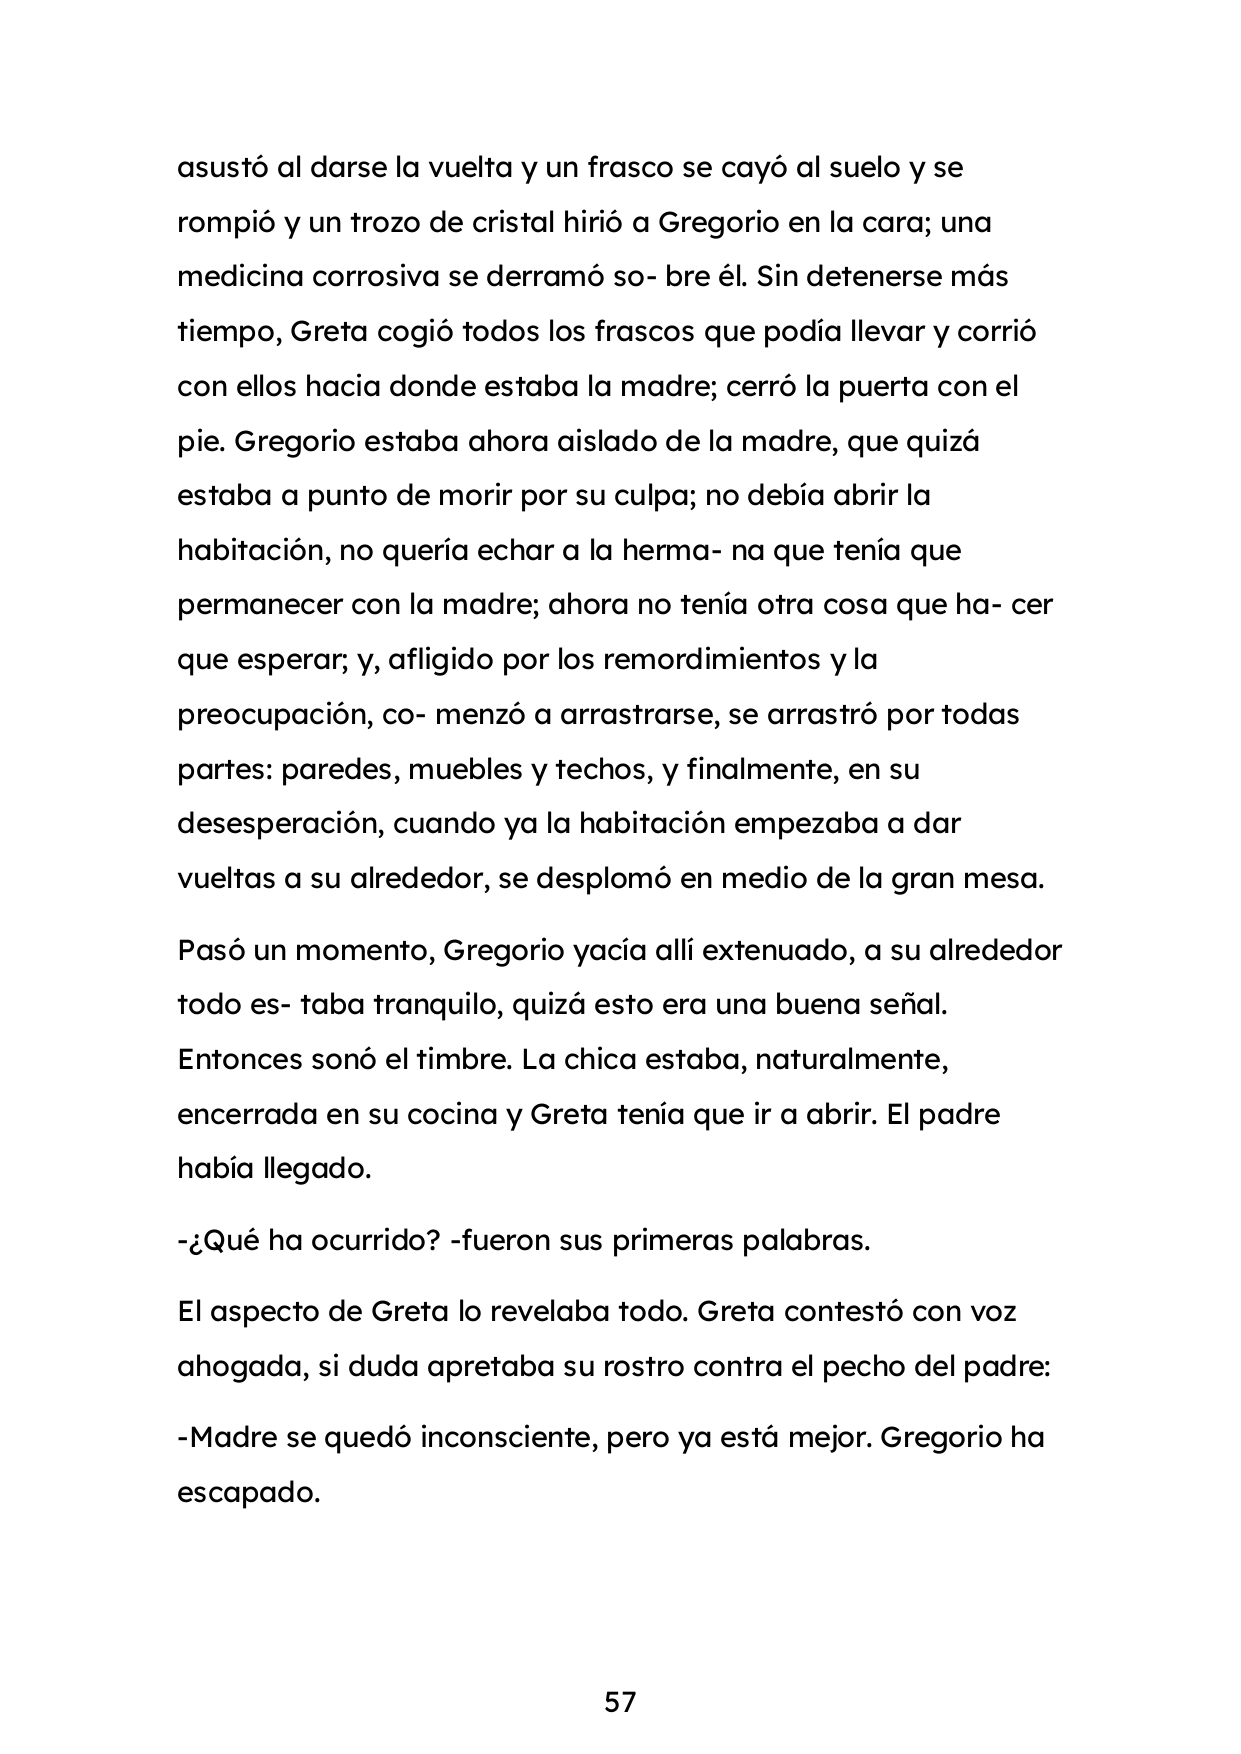 asustó al darse la vuelta y un frasco se cayó al suelo y se
rompió y un trozo de cristal hirió a Gregorio en la cara; una
medicina corrosiva se derramó so- bre él. Sin detenerse más
tiempo, Greta cogió todos los frascos que podía llevar y corrió
con ellos hacia donde estaba la madre; cerró la puerta con el
pie. Gregorio estaba ahora aislado de la madre, que quizá
estaba a punto de morir por su culpa; no debía abrir la
habitación, no quería echar a la herma- na que tenía que
permanecer con la madre; ahora no tenía otra cosa que ha- cer
que esperar; y, afligido por los remordimientos y la
preocupación, co- menzó a arrastrarse, se arrastró por todas
partes: paredes, muebles y techos, y finalmente, en su
desesperación, cuando ya la habitación empezaba a dar
vueltas a su alrededor, se desplomó en medio de la gran mesa.
Pasó un momento, Gregorio yacía allí extenuado, a su alrededor
todo es- taba tranquilo, quizá esto era una buena señal.
Entonces sonó el timbre. La chica estaba, naturalmente,
encerrada en su cocina y Greta tenía que ir a abrir. El padre
había llegado.
-¿Qué ha ocurrido? -fueron sus primeras palabras.
El aspecto de Greta lo revelaba todo. Greta contestó con voz
ahogada, si duda apretaba su rostro contra el pecho del padre:
-Madre se quedó inconsciente, pero ya está mejor. Gregorio ha
escapado.
57